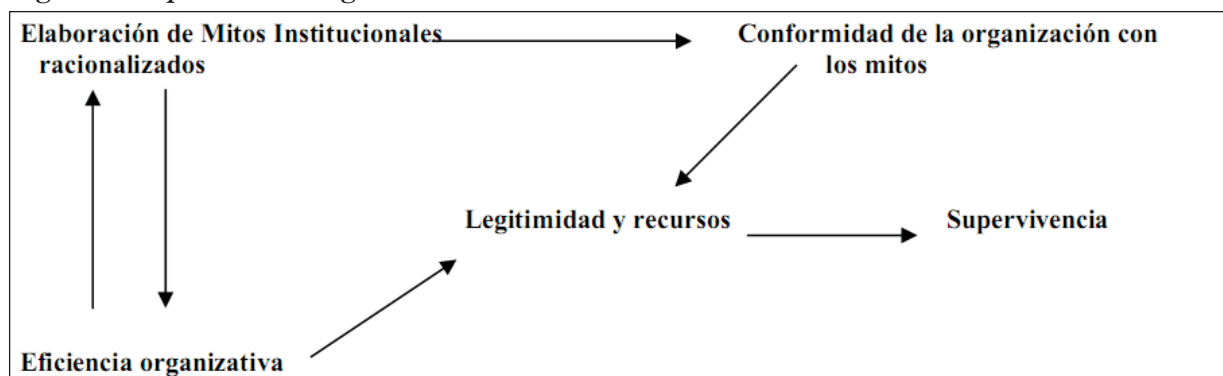 Elaboración de Mitos Institucionales
racionalizados
Conformidad de la organización con
los mitos
Legitimidad y recursos
Supervivencia
Eficiencia organizativa